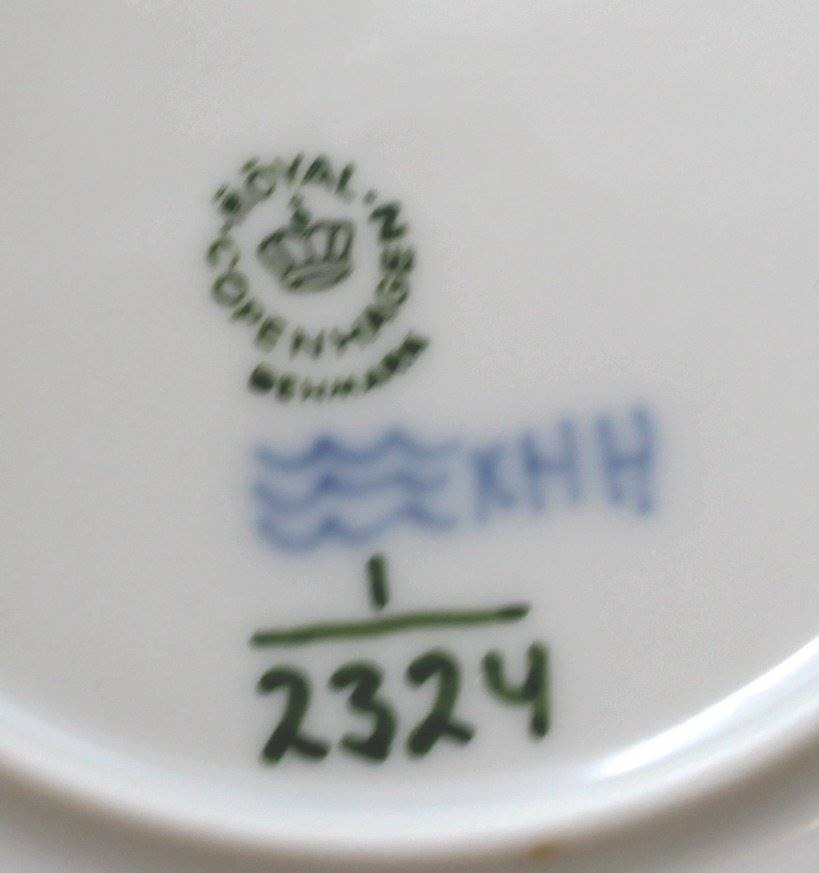 ROYAL
COPENHAGEN
DENMARK
KHH
1
2324